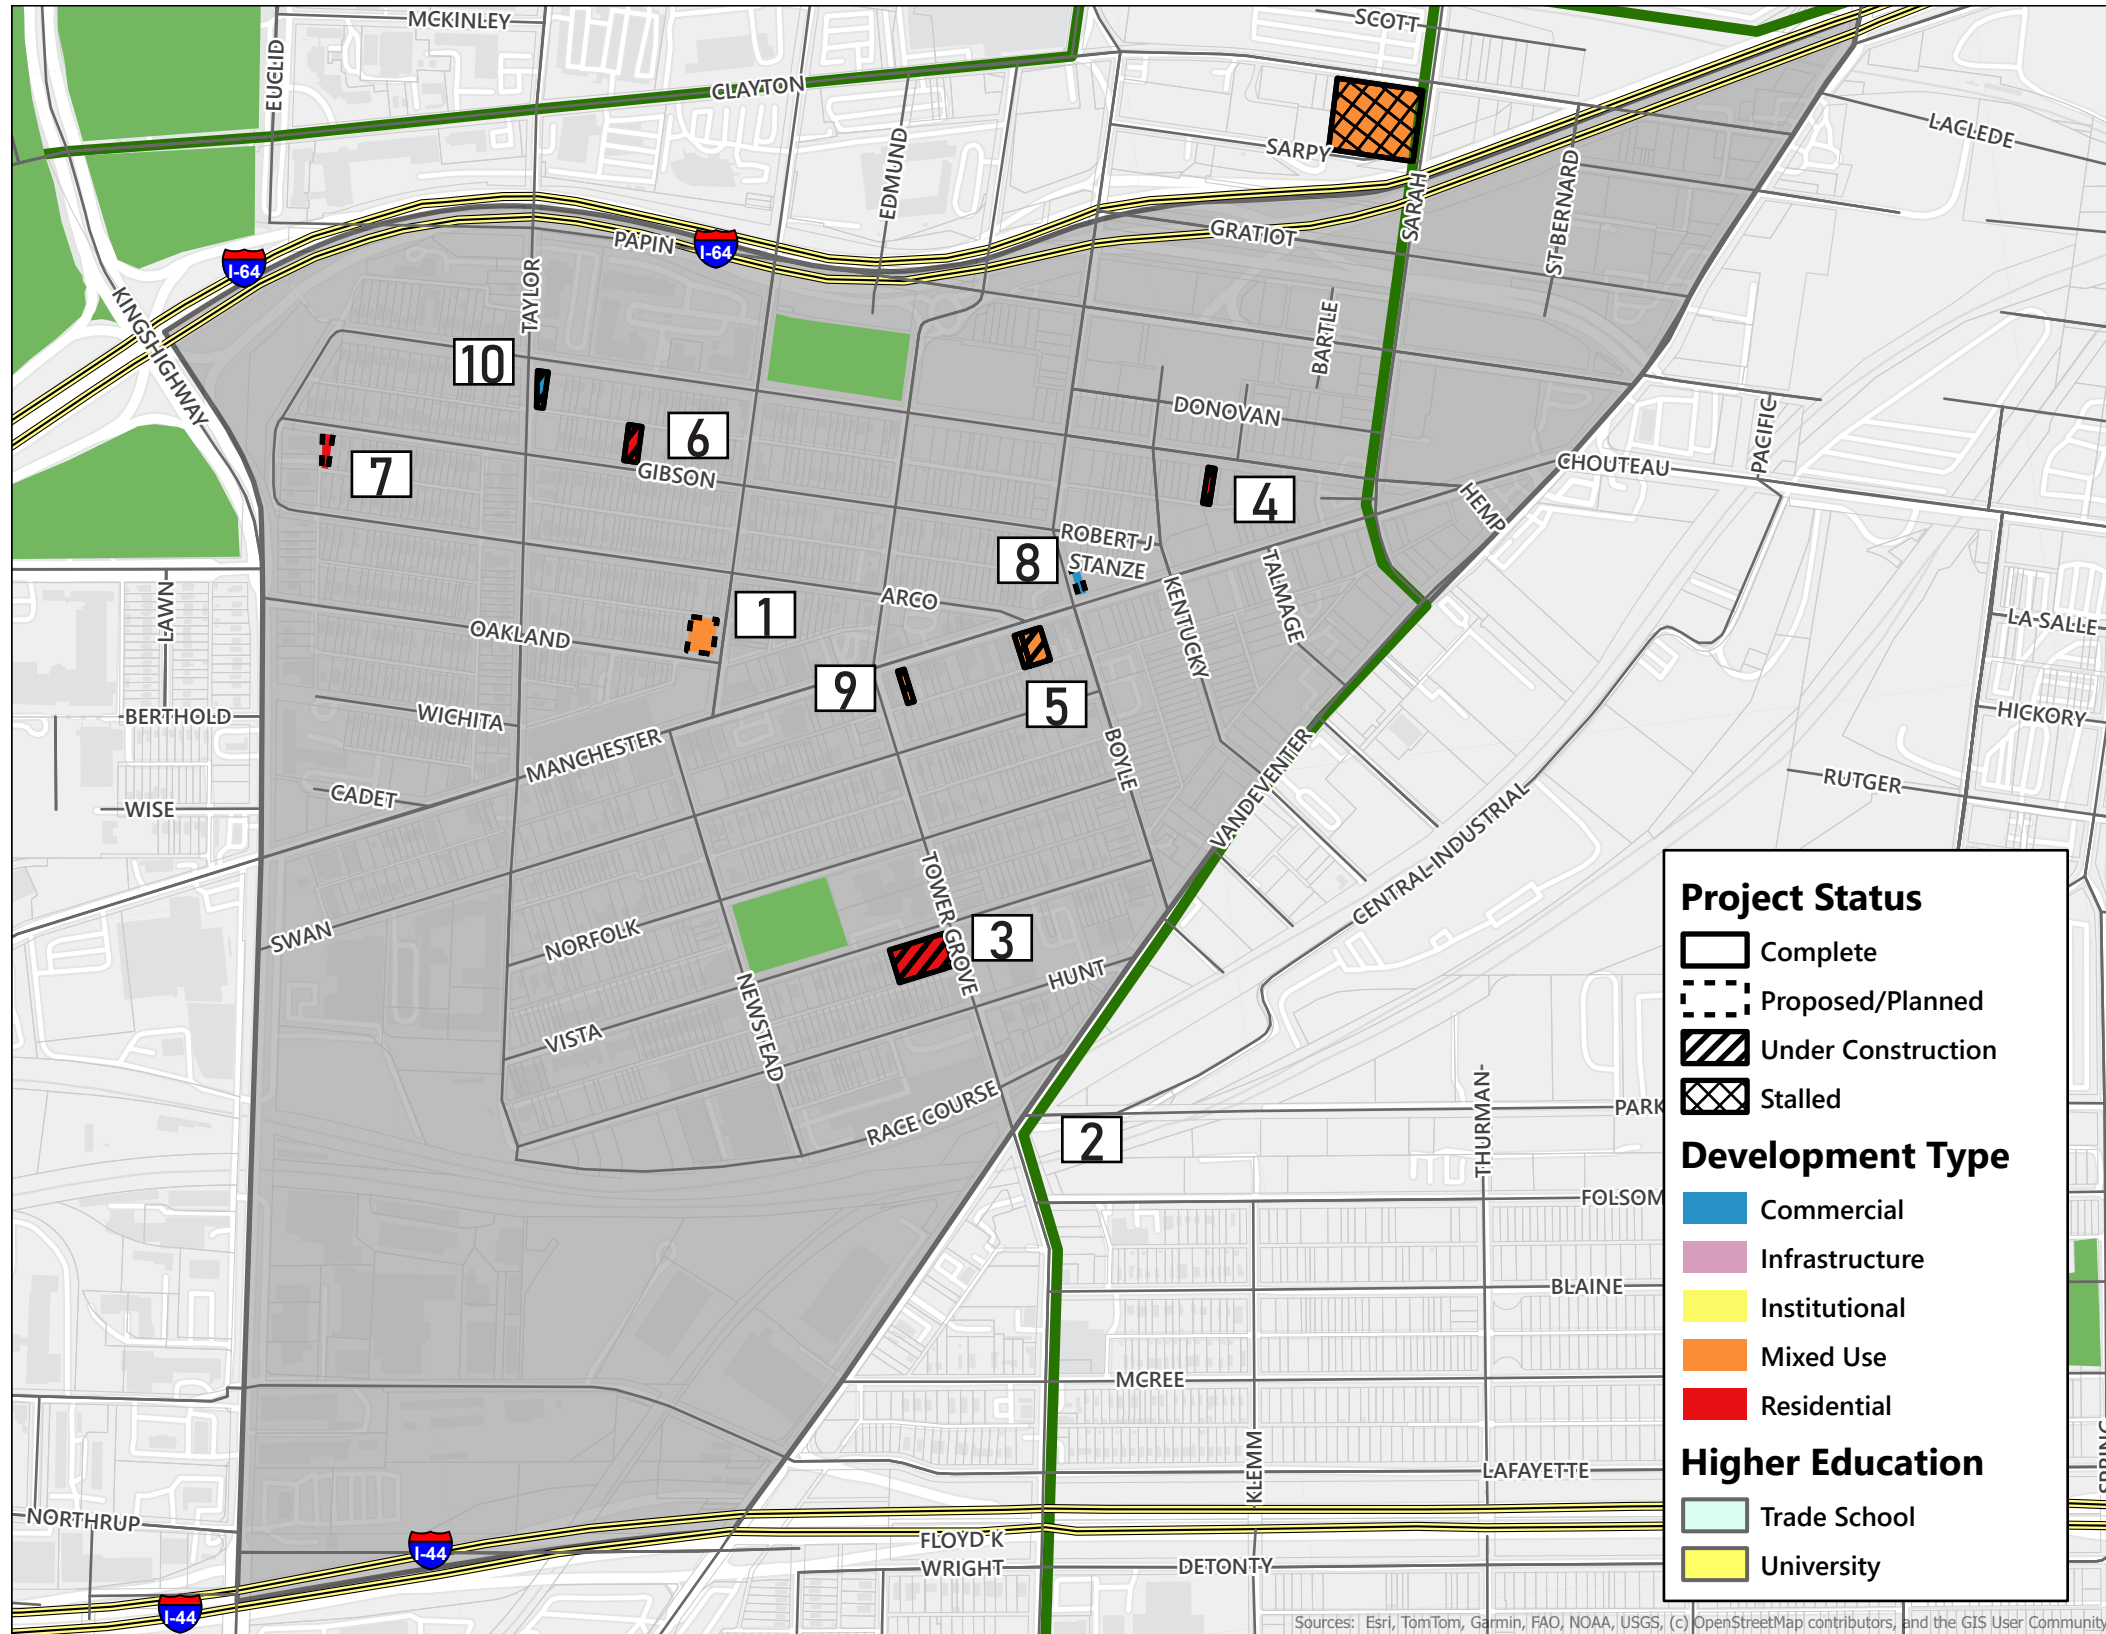 MCKINLEY
SCOTT
EUCLID
CLAYTON
LACLEDE
SARPY
EDMUND
ST BERNARD
SARAH
GRATIOT
PAPIN
I-64
I-64
TAYLOR
KINGSHIGHWAY
BARTLE
10
DONOVAN
PACIFIC
6
7
GIBSON
CHOUTEAU
4
HEMP
ROBERT J
STANZE
8
TALMAGE
KENTUCKY
LAWN
ARCO
1
OAKLAND
LA SALLE
9
5
BERTHOLD
WICHITA
HICKORY
MANCHESTER
BOYLE
VANDEVENTER
CADET
WISE
RUTGER
CENTRAL INDUSTRIAL
TOWER GROVE
SWAN
NORFOLK
3
HUNT
NEWSTEAD
VISTA
RACE COURSE
THURMAN
PARK
2
FOLSOM
BLAINE
MCREE
KLEMM
LAFAYETTE
SPRING
NORTHRUP
I-44
FLOYD K
WRIGHT
DETONTY
I-44
Project Status
Complete
Proposed/Planned
Under Construction
Stalled
Development Type
Commercial
Infrastructure
Institutional
Mixed Use
Residential
Higher Education
Trade School
University
Sources: Esri, TomTom, Garmin, FAO, NOAA, USGS, (c) OpenStreetMap contributors, and the GIS User Community